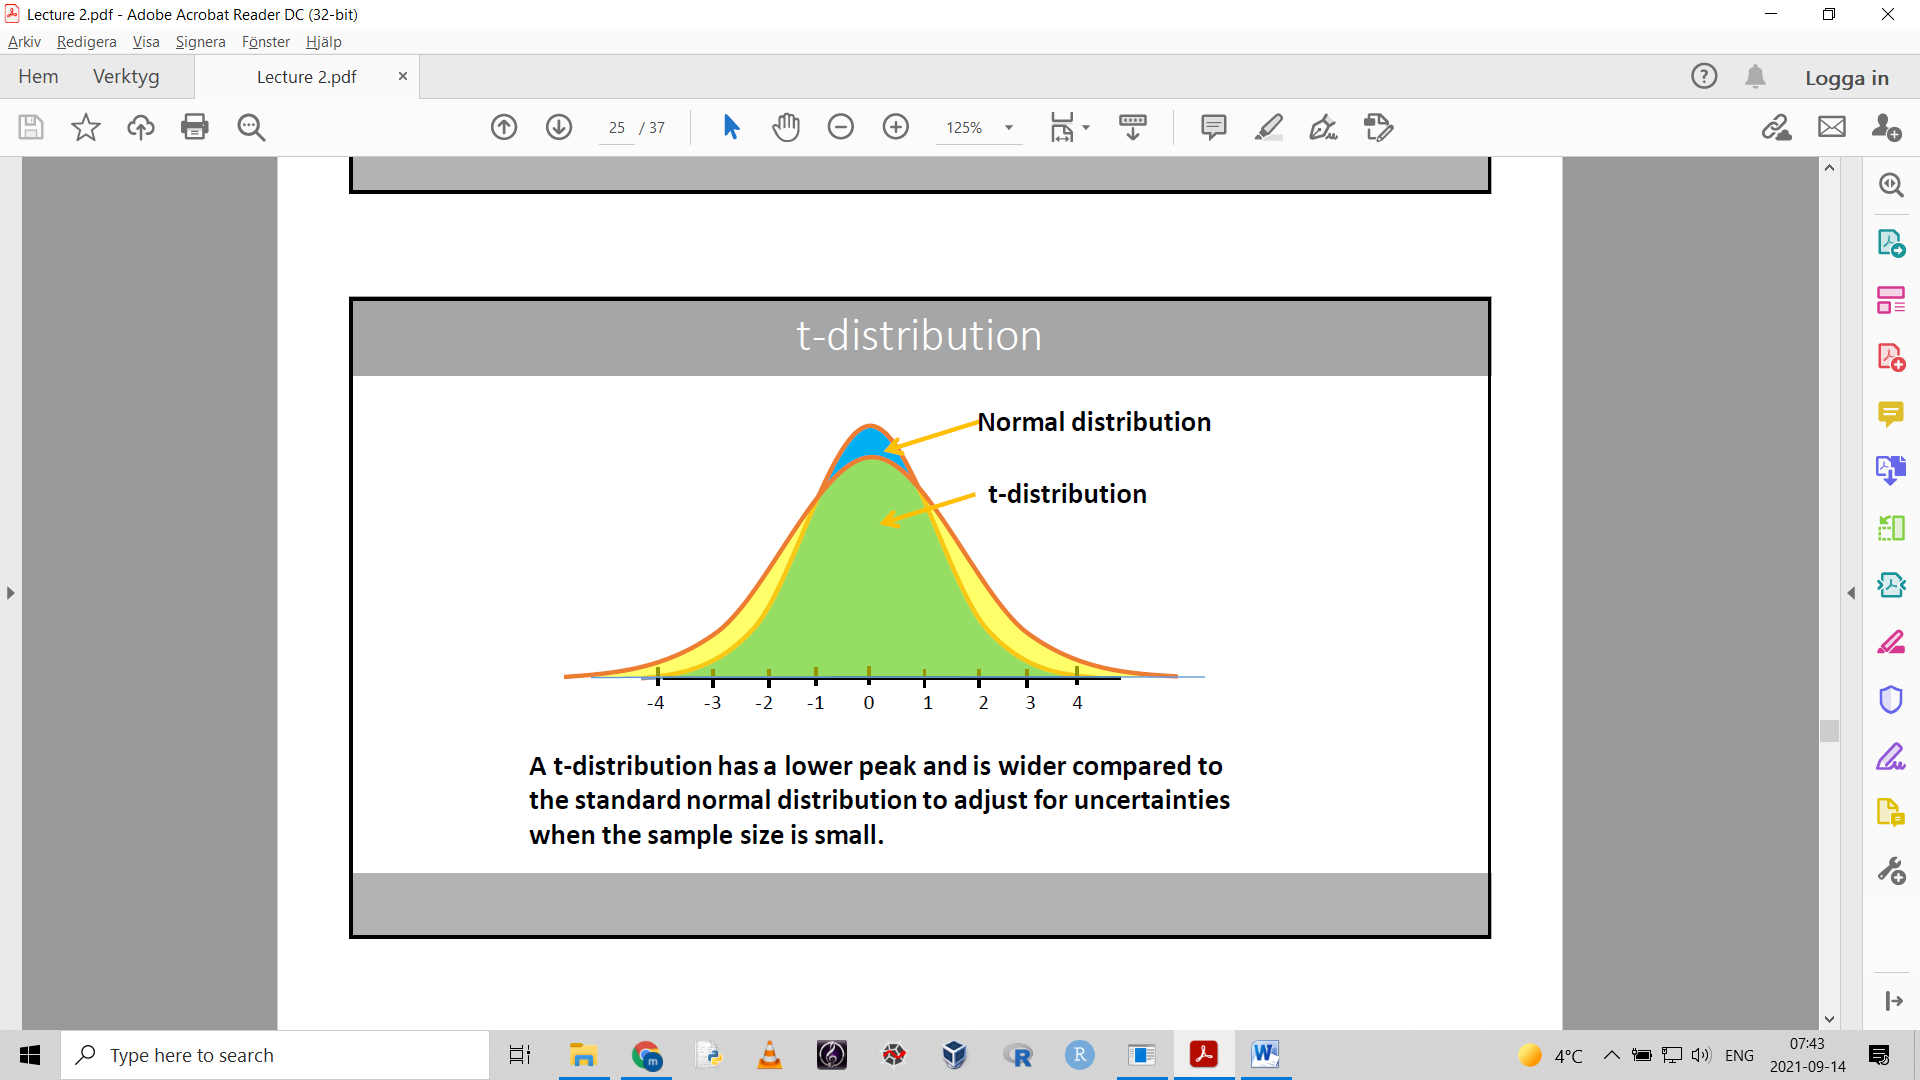 Lecture 2.pdf - Adobe Acrobat Reader DC (32-bit)
Arkiv Redigera Visa Signera Fönster Hjälp
Hem Verktyg Lecture 2.pdf × Logga in
25 / 37 125%
t-distribution
Normal distribution
t-distribution
-4 -3 -2 -1 0 1 2 3 4
A t-distribution has a lower peak and is wider compared to
the standard normal distribution to adjust for uncertainties
when the sample size is small.
Type here to search
4°C ENG 07:43
2021-09-14